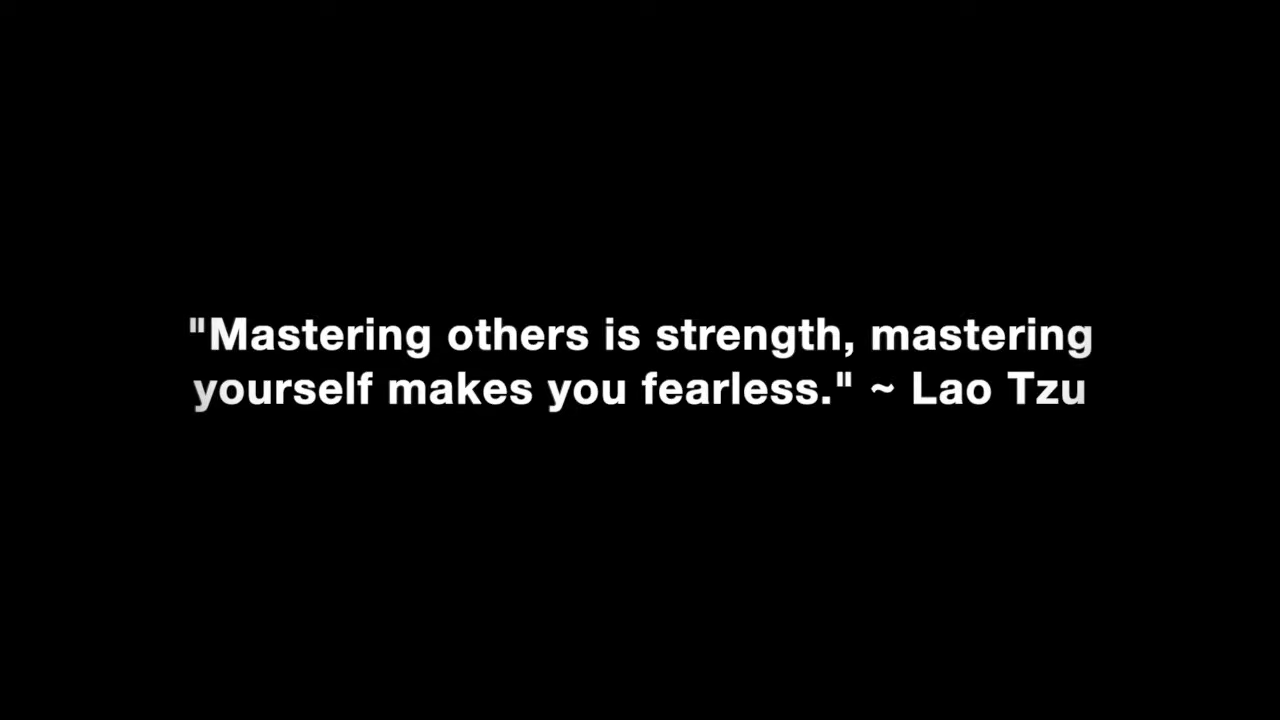 "Mastering others is strength, mastering
yourself makes you fearless." ~ Lao Tzu